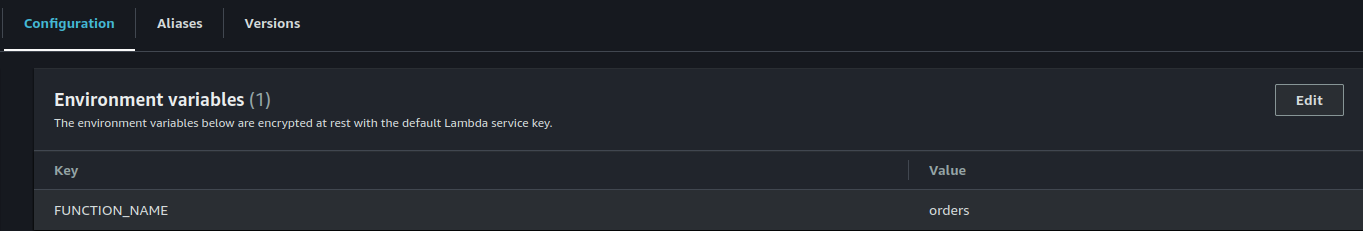 Configuration Aliases Versions
Environment variables (1)
Edit
The environment variables below are encrypted at rest with the default Lambda service key.
Key Value
FUNCTION_NAME orders